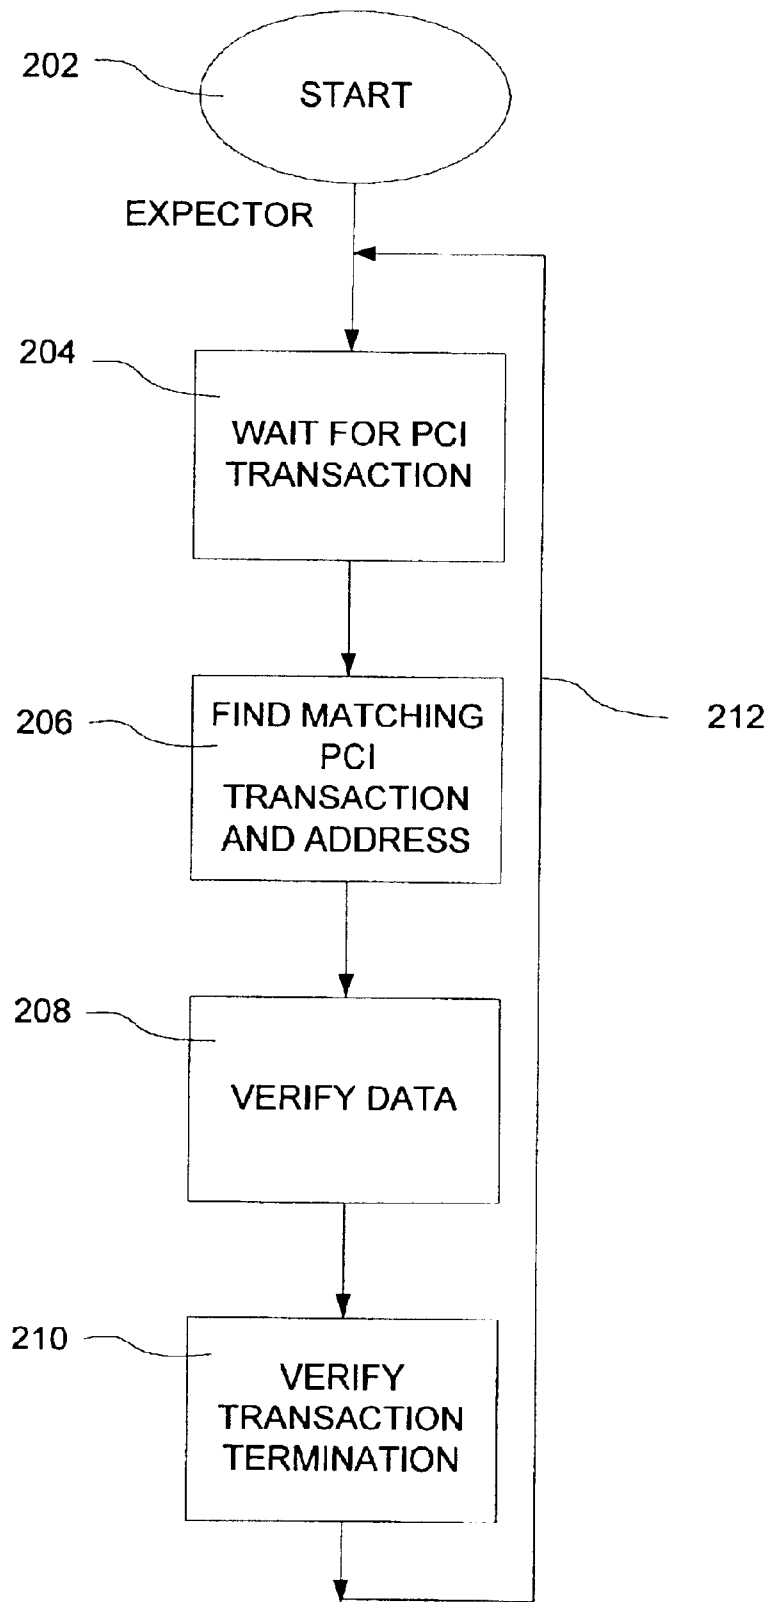 202
START
EXPECTOR
204
WAIT FOR PCI
TRANSACTION
206
FIND MATCHING
PCI
TRANSACTION
AND ADDRESS
212
208
VERIFY DATA
210
VERIFY
TRANSACTION
TERMINATION